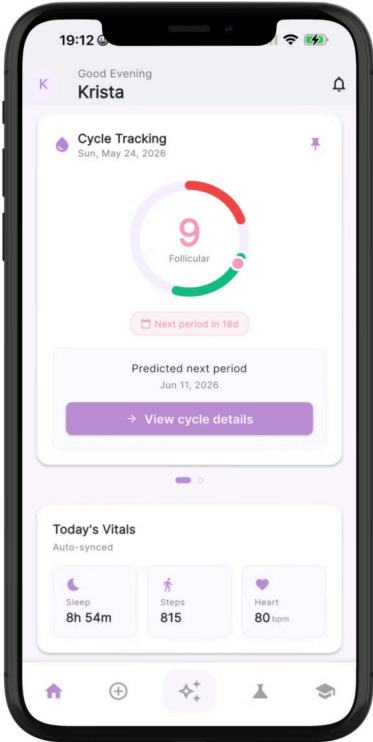 19:12
Good Evening
K
Krista
Cycle Tracking
Sun, May 24, 2026
9
Follicular
Next period in 18d
Predicted next period
Jun 11, 2026
→ View cycle details
Today's Vitals
Auto-synced
Sleep
8h 54m
Steps
815
Heart
80 bpm